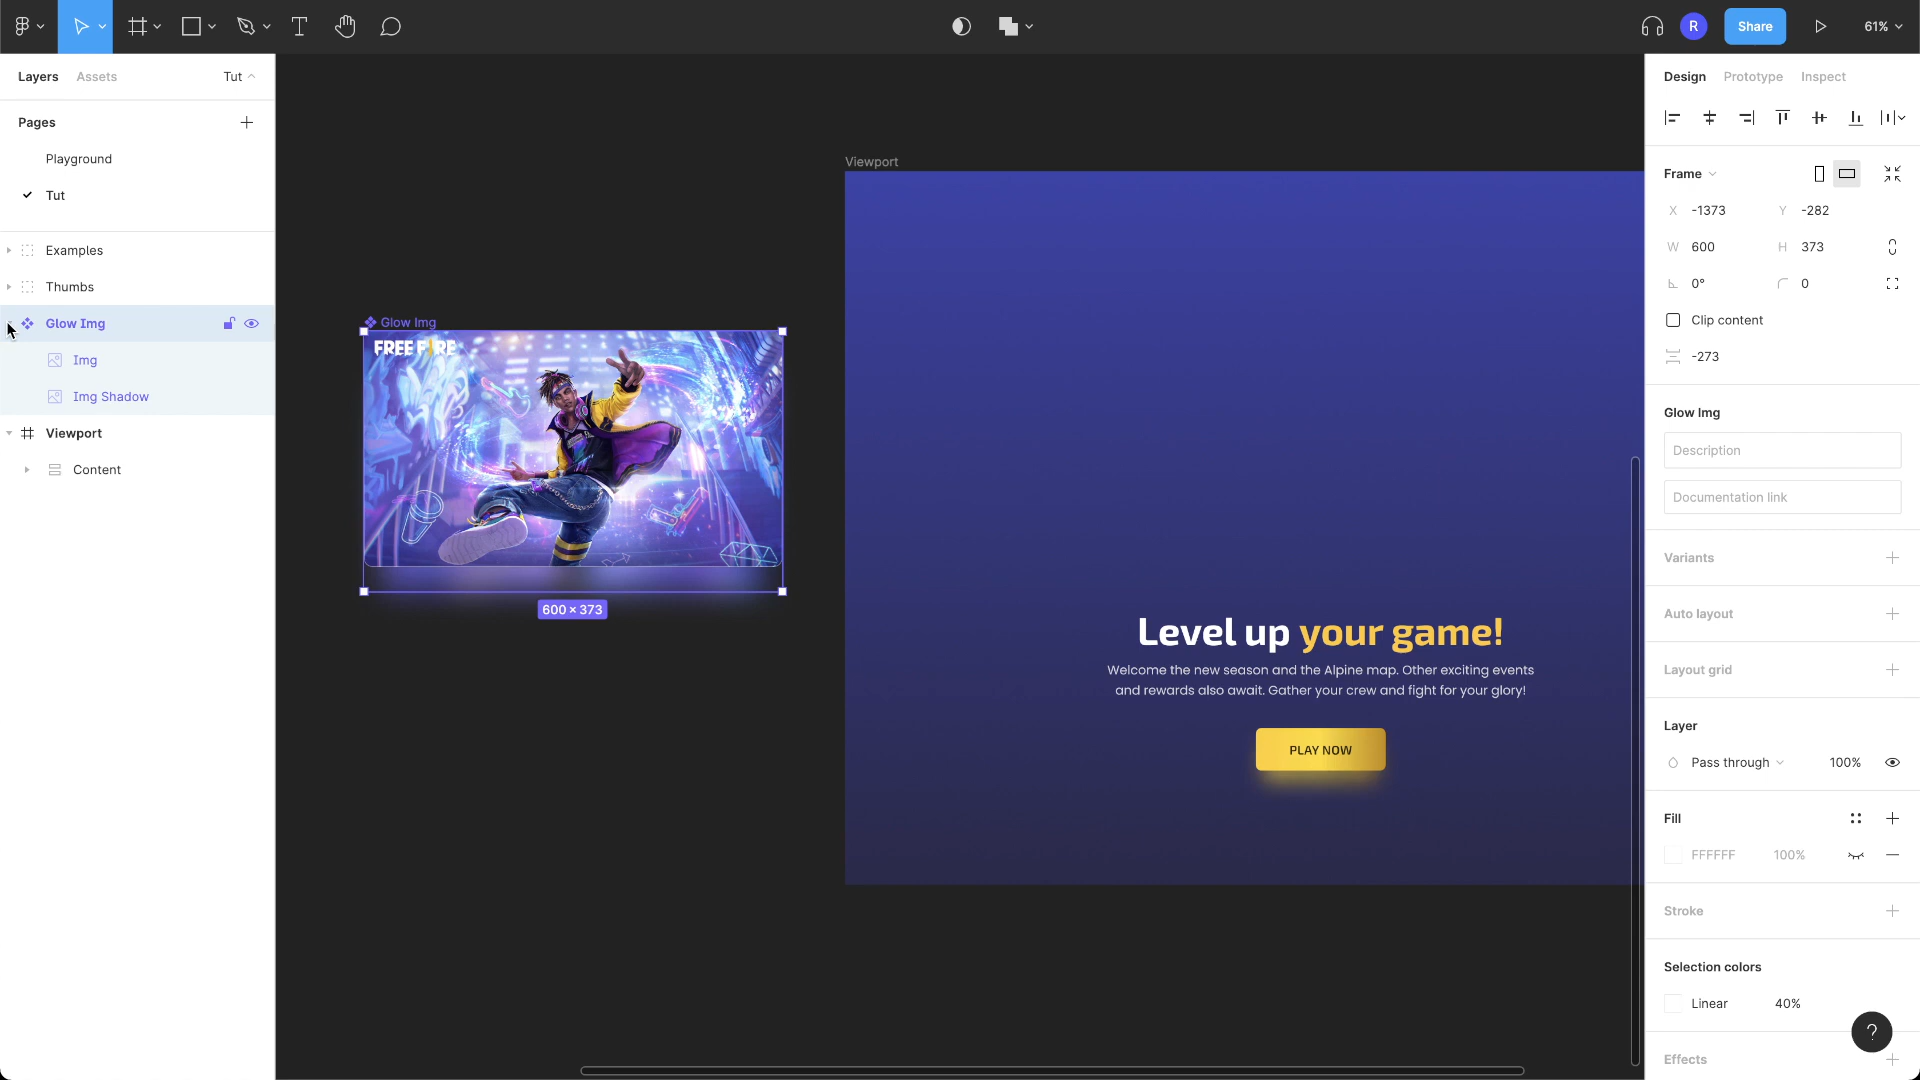 R
Share
61%
Layers
Assets
Tut
Pages
Playground
Tut
Examples
Thumbs
Glow Img
Img
Img Shadow
Viewport
Content
Glow Img
FREE FIRE
600 × 373
Viewport
Level up your game!
Welcome the new season and the Alpine map. Other exciting events
and rewards also await. Gather your crew and fight for your glory!
PLAY NOW
Design
Prototype
Inspect
Frame
X -1373
Y -282
W 600
H 373
0°
0
Clip content
-273
Glow Img
Description
Documentation link
Variants
Auto layout
Layout grid
Layer
Pass through
100%
Fill
FFFFFF
100%
Stroke
Selection colors
Linear
40%
?
Effects